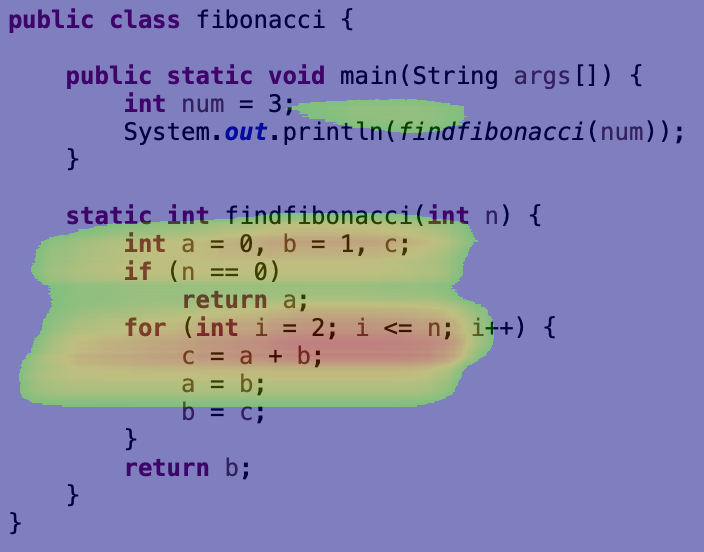 public class fibonacci {
    public static void main(String args[]) {
        int num = 3;
        System.out.println(findfibonacci(num));
    }
    static int findfibonacci(int n) {
        int a = 0, b = 1, c;
        if (n == 0)
            return a;
        for (int i = 2; i <= n; i++) {
            c = a + b;
            a = b;
            b = c;
        }
        return b;
    }
}